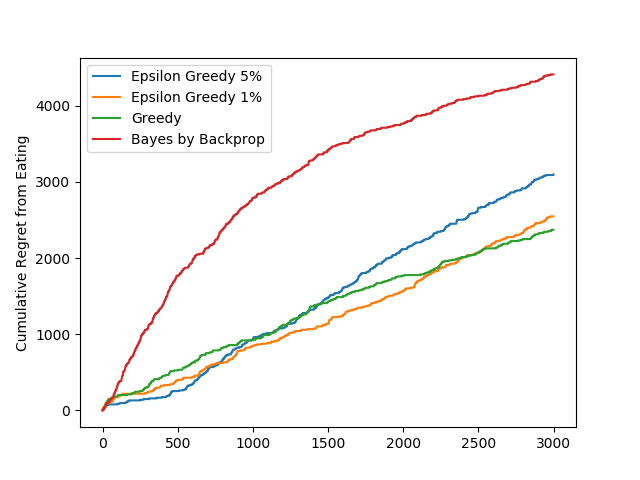 Epsilon Greedy 5%
Epsilon Greedy 1%
Greedy
Bayes by Backprop
Cumulative Regret from Eating
4000
3000
2000
1000
0
0 500 1000 1500 2000 2500 3000